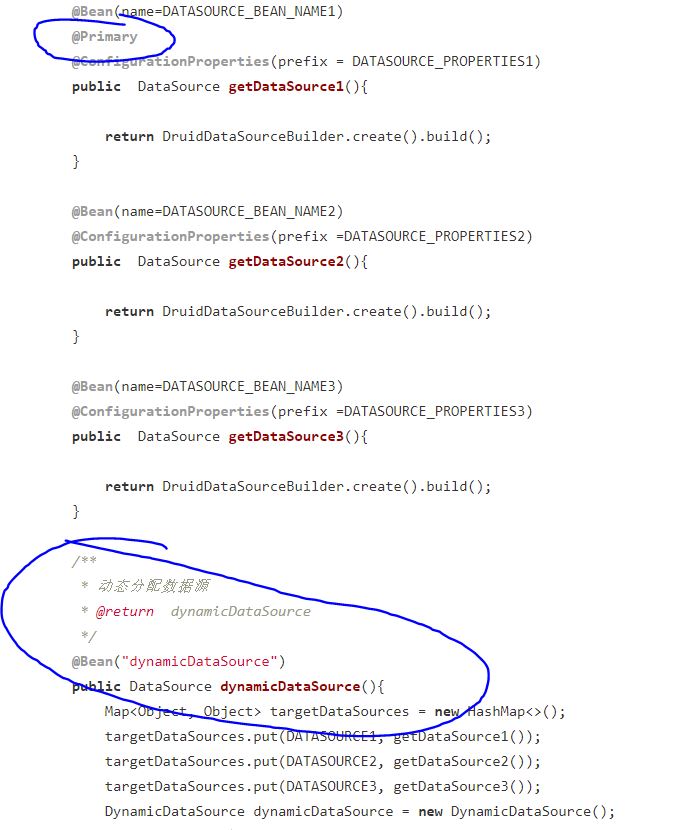 @Bean(name=DATASOURCE_BEAN_NAME1)
@Primary
@ConfigurationProperties(prefix = DATASOURCE_PROPERTIES1)
public  DataSource getDataSource1(){
return DruidDataSourceBuilder.create().build();
}
@Bean(name=DATASOURCE_BEAN_NAME2)
@ConfigurationProperties(prefix =DATASOURCE_PROPERTIES2)
public  DataSource getDataSource2(){
return DruidDataSourceBuilder.create().build();
}
@Bean(name=DATASOURCE_BEAN_NAME3)
@ConfigurationProperties(prefix =DATASOURCE_PROPERTIES3)
public  DataSource getDataSource3(){
return DruidDataSourceBuilder.create().build();
}
/**
* 动态分配数据源
* @return  dynamicDataSource
*/
@Bean("dynamicDataSource")
public DataSource dynamicDataSource(){
Map<Object, Object> targetDataSources = new HashMap<>();
targetDataSources.put(DATASOURCE1, getDataSource1());
targetDataSources.put(DATASOURCE2, getDataSource2());
targetDataSources.put(DATASOURCE3, getDataSource3());
DynamicDataSource dynamicDataSource = new DynamicDataSource();